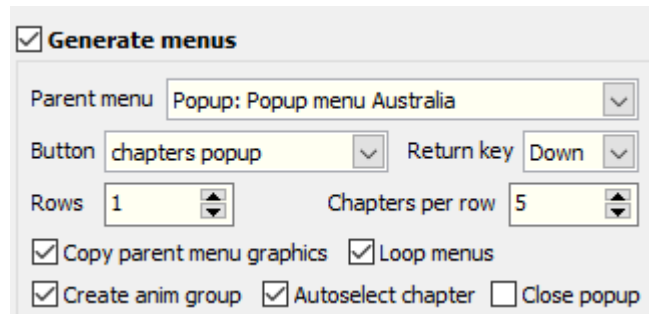 Generate menus
Parent menu Popup: Popup menu Australia
Button chapters popup Return key Down
Rows 1 Chapters per row 5
Copy parent menu graphics Loop menus
Create anim group Autoselect chapter Close popup